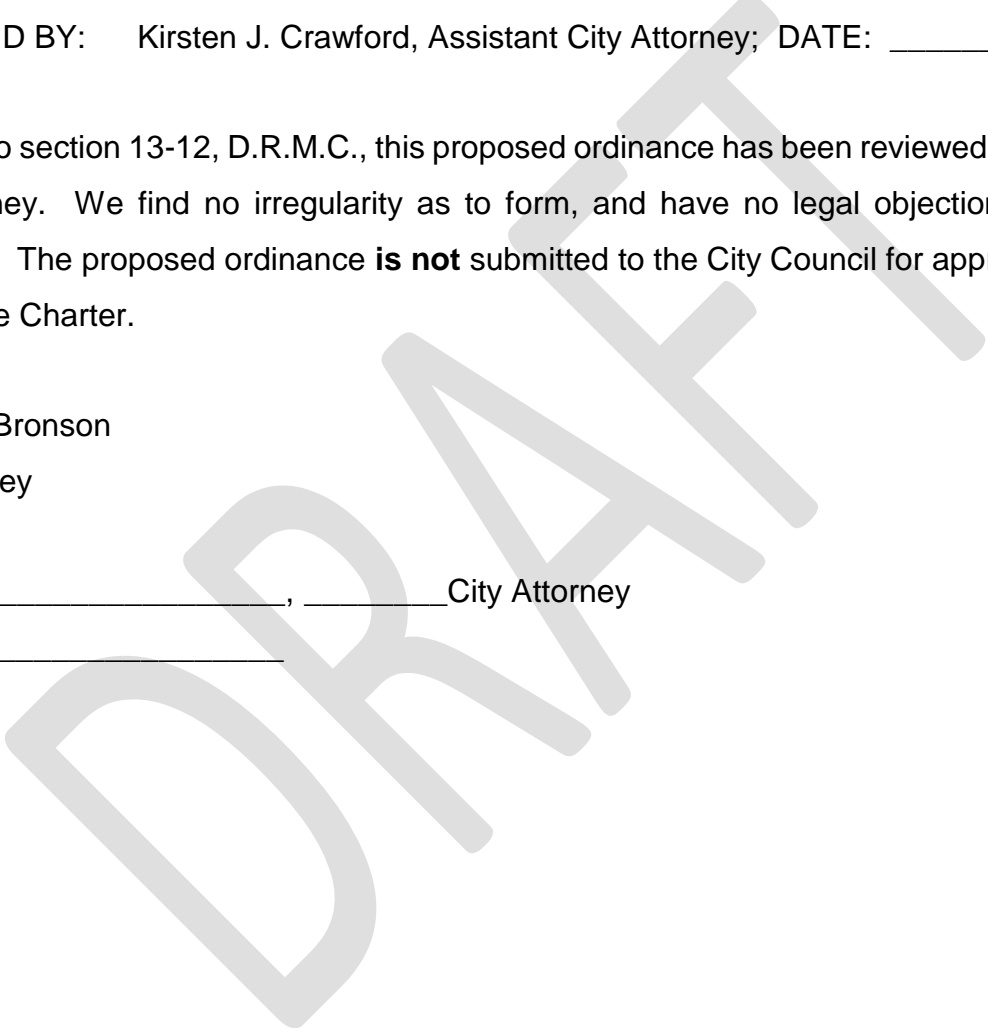 D BY: Kirsten J. Crawford, Assistant City Attorney; DATE: ______
o section 13-12, D.R.M.C., this proposed ordinance has been reviewed
ney. We find no irregularity as to form, and have no legal objection
The proposed ordinance is not submitted to the City Council for app
e Charter.
Bronson
ey
________________, ________City Attorney
________________
DRAFT